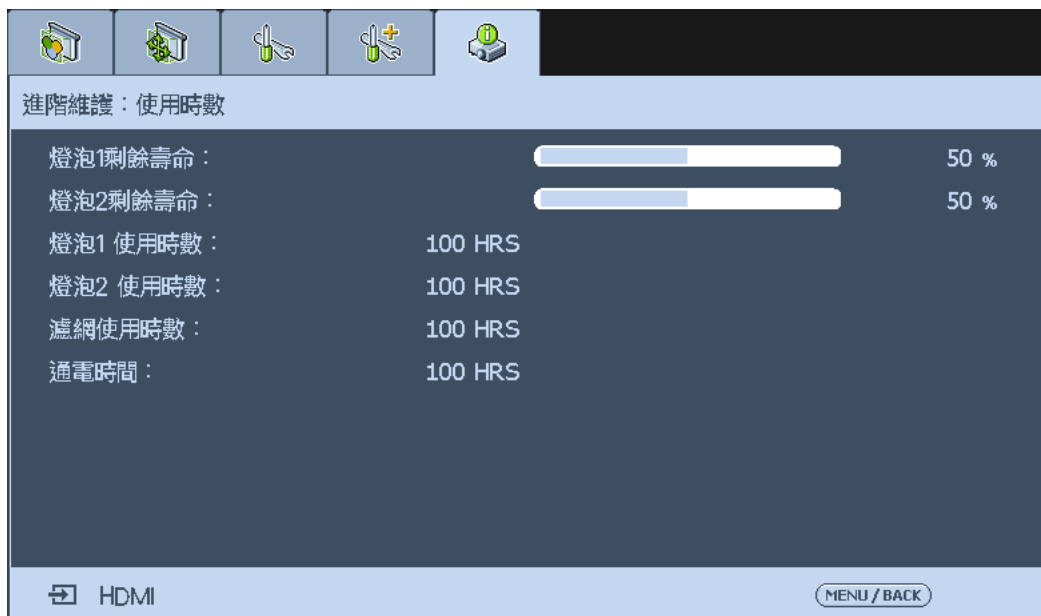 進階維護：使用時數
燈泡1剩餘壽命： 50 %
燈泡2剩餘壽命： 50 %
燈泡1 使用時數： 100 HRS
燈泡2 使用時數： 100 HRS
濾網使用時數： 100 HRS
通電時間： 100 HRS
HDMI MENU / BACK